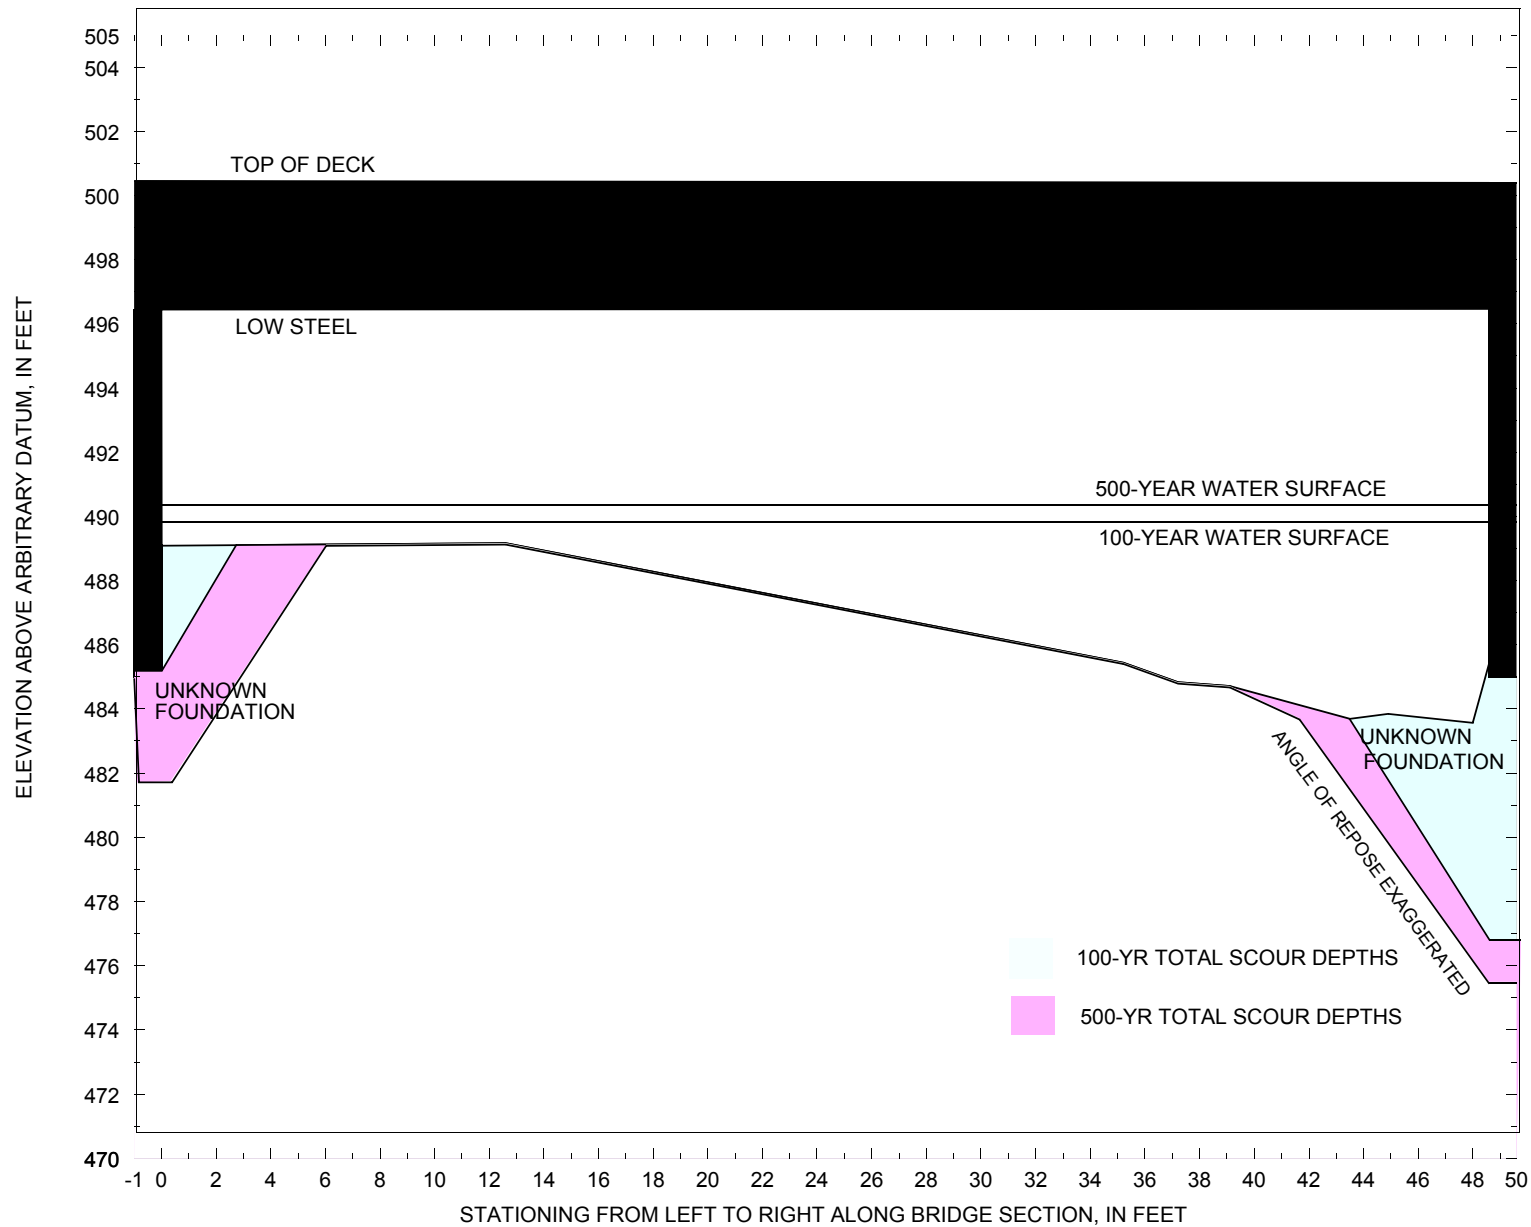 505
504
502
TOP OF DECK
500
498
496
LOW STEEL
494
492
500-YEAR WATER SURFACE
490
100-YEAR WATER SURFACE
488
486
UNKNOWN
FOUNDATION
484
UNKNOWN
FOUNDATION
482
ANGLE OF REPOSE EXAGGERATED
480
478
100-YR TOTAL SCOUR DEPTHS
476
500-YR TOTAL SCOUR DEPTHS
474
472
470
ELEVATION ABOVE ARBITRARY DATUM, IN FEET
-1 0 2 4 6 8 10 12 14 16 18 20 22 24 26 28 30 32 34 36 38 40 42 44 46 48 50
STATIONING FROM LEFT TO RIGHT ALONG BRIDGE SECTION, IN FEET